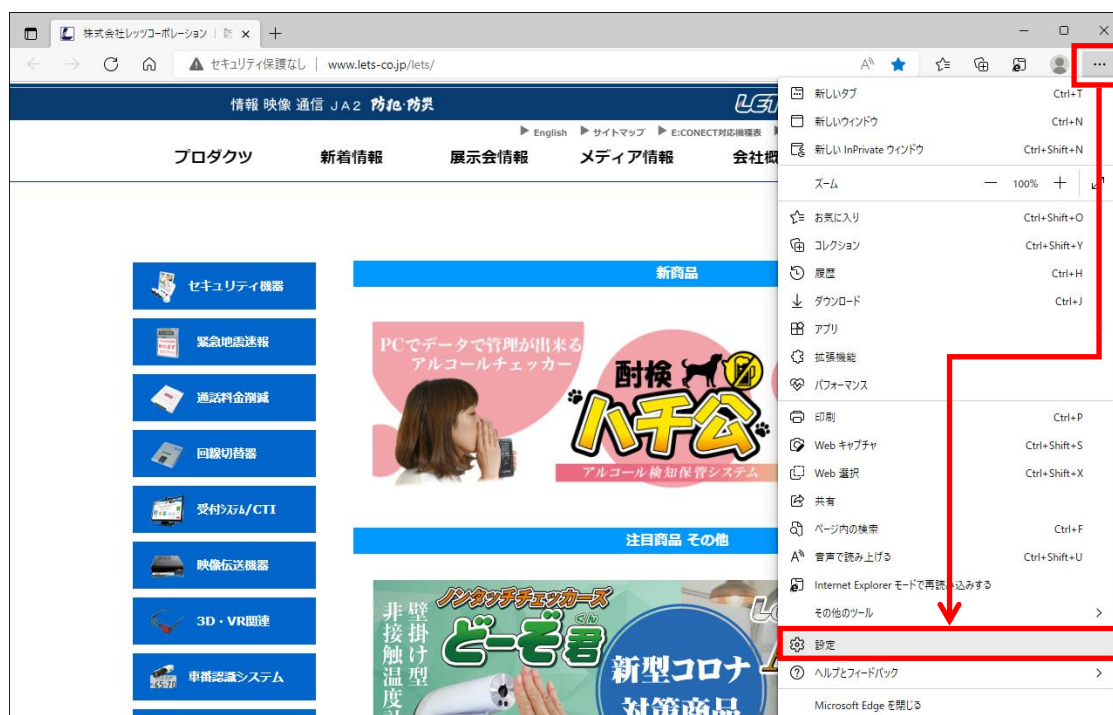 株式会社レッツコーポレーション | 防
セキュリティ保護なし | www.lets-co.jp/lets/
情報 映像 通信 JA2 防犯・防災
▶ English ▶ サイトマップ ▶ E:CONECT対応機種表
プロダクツ 新着情報 展示会情報 メディア情報 会社概
セキュリティ機器
緊急地震速報
通話料金削減
回線切替器
受付システム/CTI
映像伝送機器
3D・VR関連
車番認識システム
新商品
PCでデータで管理が出来る
アルコールチェッカー
酎検
ハチ公
アルコール検知保管システム
注目商品 その他
壁掛け型
非接触温度計
ノンタッチチェッカーズ
どーぞ君
くん
新型コロナ
対策商品
新しいタブ Ctrl+T
新しいウィンドウ Ctrl+N
新しい InPrivate ウィンドウ Ctrl+Shift+N
ズーム — 100% +
お気に入り Ctrl+Shift+O
コレクション Ctrl+Shift+Y
履歴 Ctrl+H
ダウンロード Ctrl+J
アプリ
拡張機能
パフォーマンス
印刷 Ctrl+P
Web キャプチャ Ctrl+Shift+S
Web 選択 Ctrl+Shift+X
共有
ページ内の検索 Ctrl+F
音声で読み上げる Ctrl+Shift+U
Internet Explorer モードで再読み込みする
その他のツール
設定
ヘルプとフィードバック
Microsoft Edge を閉じる